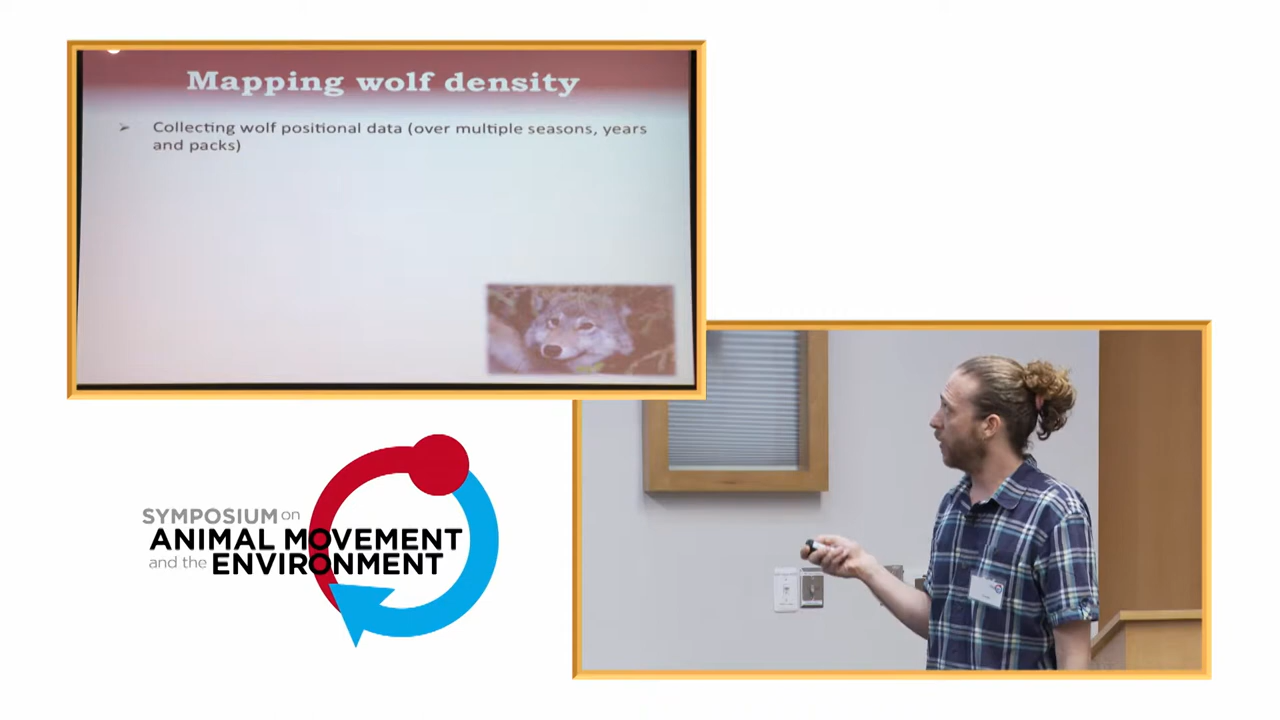 Mapping wolf density
➢ Collecting wolf positional data (over multiple seasons, years
and packs)
SYMPOSIUM on
ANIMAL MOVEMENT
and the ENVIRONMENT